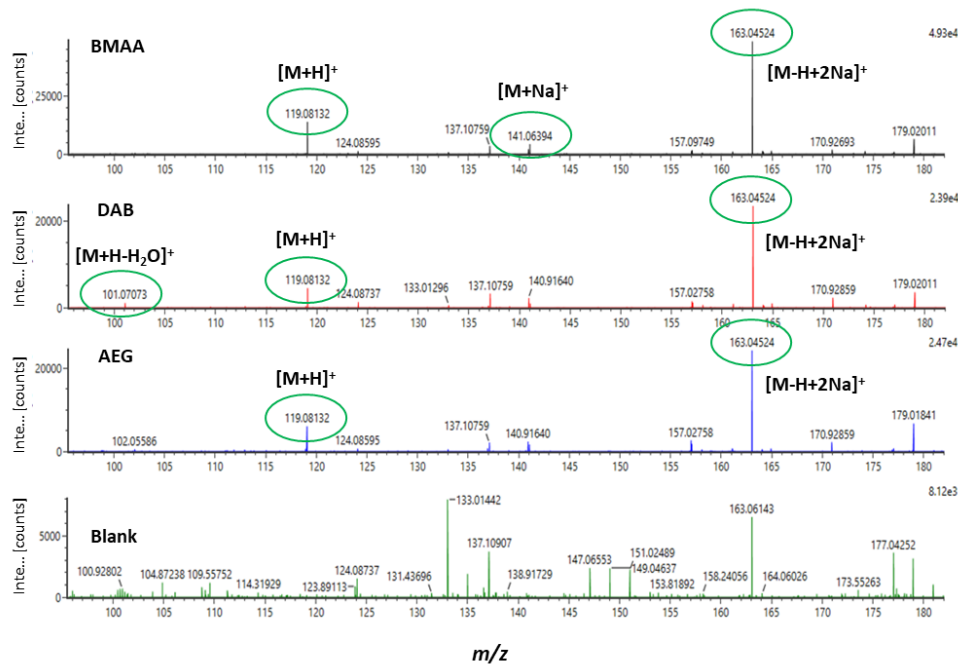 BMAA
163.04524
4.93e4
[M+H]+
[M+Na]+
[M-H+2Na]+
Inte... [counts]
25000
0
119.08132
124.08595
137.10759
141.06394
157.09749
170.92693
179.02011
100 105 110 115 120 125 130 135 140 145 150 155 160 165 170 175 180
DAB
163.04524
2.39e4
[M+H-H2O]+
[M+H]+
[M-H+2Na]+
Inte... [counts]
20000
0
101.07073
119.08132
124.08737
133.01296
137.10759
140.91640
157.02758
170.92859
179.02011
100 105 110 115 120 125 130 135 140 145 150 155 160 165 170 175 180
AEG
163.04524
2.47e4
[M+H]+
[M-H+2Na]+
Inte... [counts]
20000
0
102.05586
119.08132
124.08595
137.10759
140.91640
157.02758
170.92859
179.01841
100 105 110 115 120 125 130 135 140 145 150 155 160 165 170 175 180
Blank
8.12e3
Inte... [counts]
5000
0
100.92802
104.87238
109.55752
114.31929
123.89113
124.08737
131.43696
133.01442
137.10907
138.91729
147.06553
149.04637
151.02489
153.81892
158.24056
163.06143
164.06026
173.55263
177.04252
100 105 110 115 120 125 130 135 140 145 150 155 160 165 170 175 180
m/z